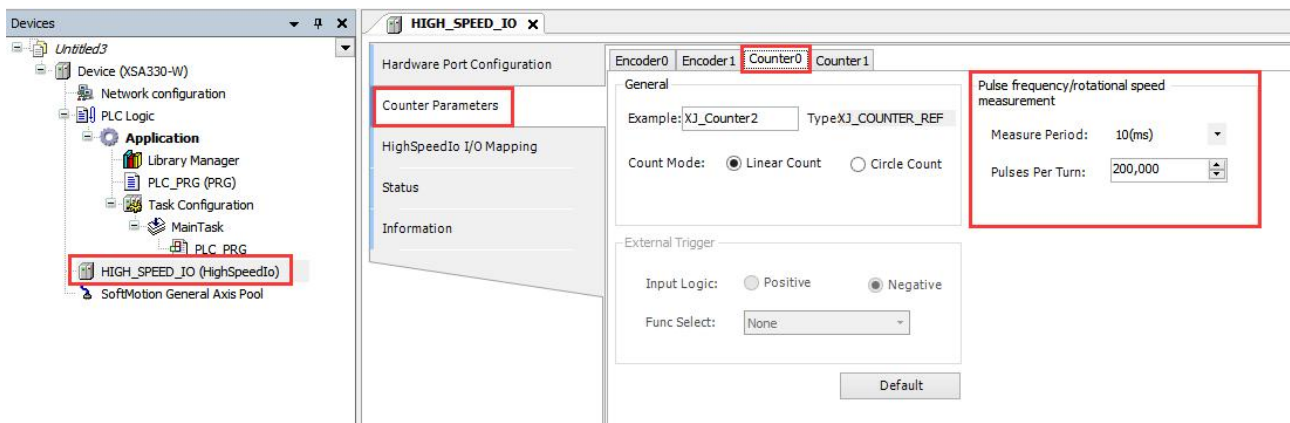 Devices
Untitled3
Device (XSA330-W)
Network configuration
PLC Logic
Application
Library Manager
PLC_PRG (PRG)
Task Configuration
MainTask
PLC_PRG
HIGH_SPEED_IO (HighSpeedIo)
SoftMotion General Axis Pool
HIGH_SPEED_IO X
Hardware Port Configuration
Counter Parameters
HighSpeedIo I/O Mapping
Status
Information
Encoder0 Encoder1 Counter0 Counter1
General
Example: XJ_Counter2 Type:XJ_COUNTER_REF
Count Mode: Linear Count Circle Count
External Trigger
Input Logic: Positive Negative
Func Select: None
Default
Pulse frequency/rotational speed
measurement
Measure Period: 10(ms)
Pulses Per Turn: 200,000